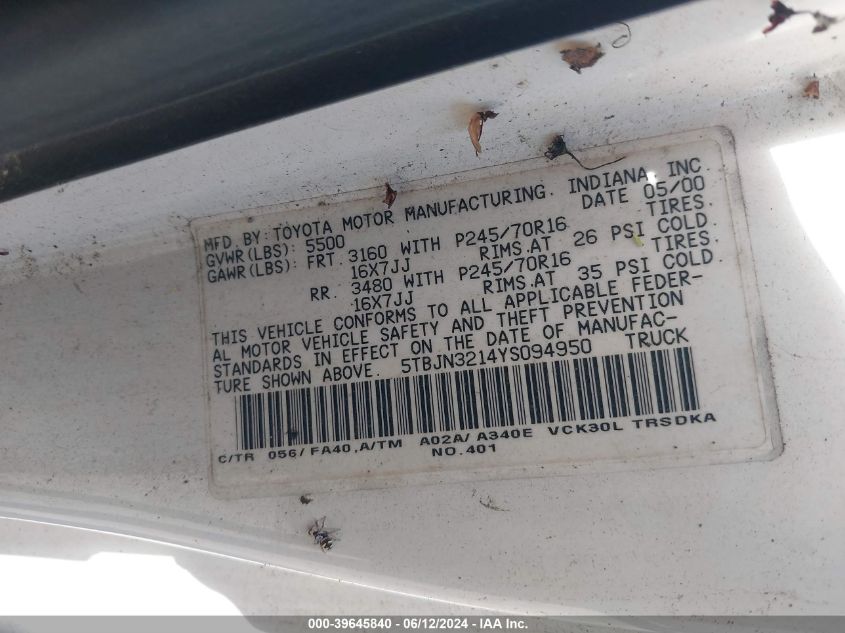 MFD. BY: TOYOTA MOTOR MANUFACTURING. INDIANA, INC.
GVWR(LBS): 5500 DATE 05/00
GAWR(LBS): FRT. 3160 WITH P245/70R16 TIRES.
16X7JJ RIMS.AT 26 PSI COLD
RR. 3480 WITH P245/70R16 TIRES.
16X7JJ RIMS.AT 35 PSI COLD.
THIS VEHICLE CONFORMS TO ALL APPLICABLE FEDER-
AL MOTOR VEHICLE SAFETY AND THEFT PREVENTION
STANDARDS IN EFFECT ON THE DATE OF MANUFAC-
TURE SHOWN ABOVE. 5TBJN3214YS094950 TRUCK
C/TR 056/FA40,A/TM A02A/A340E VCK30L TRSDKA
NO.401
000-39645840 - 06/12/2024 - IAA Inc.